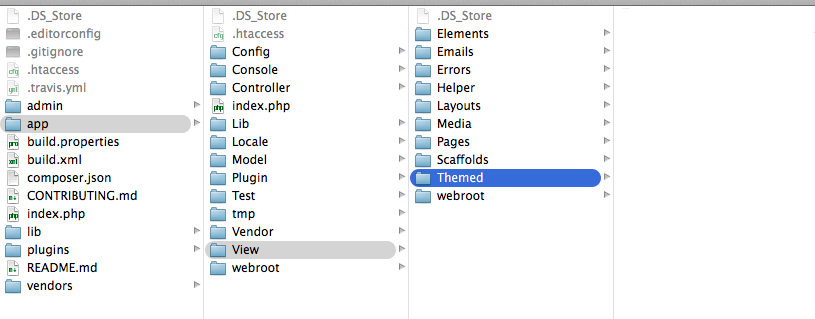 .DS_Store
.editorconfig
.gitignore
.htaccess
.travis.yml
admin
app
build.properties
build.xml
composer.json
CONTRIBUTING.md
index.php
lib
plugins
README.md
vendors
.DS_Store
.htaccess
Config
Console
Controller
index.php
Lib
Locale
Model
Plugin
Test
tmp
Vendor
View
webroot
.DS_Store
Elements
Emails
Errors
Helper
Layouts
Media
Pages
Scaffolds
Themed
webroot